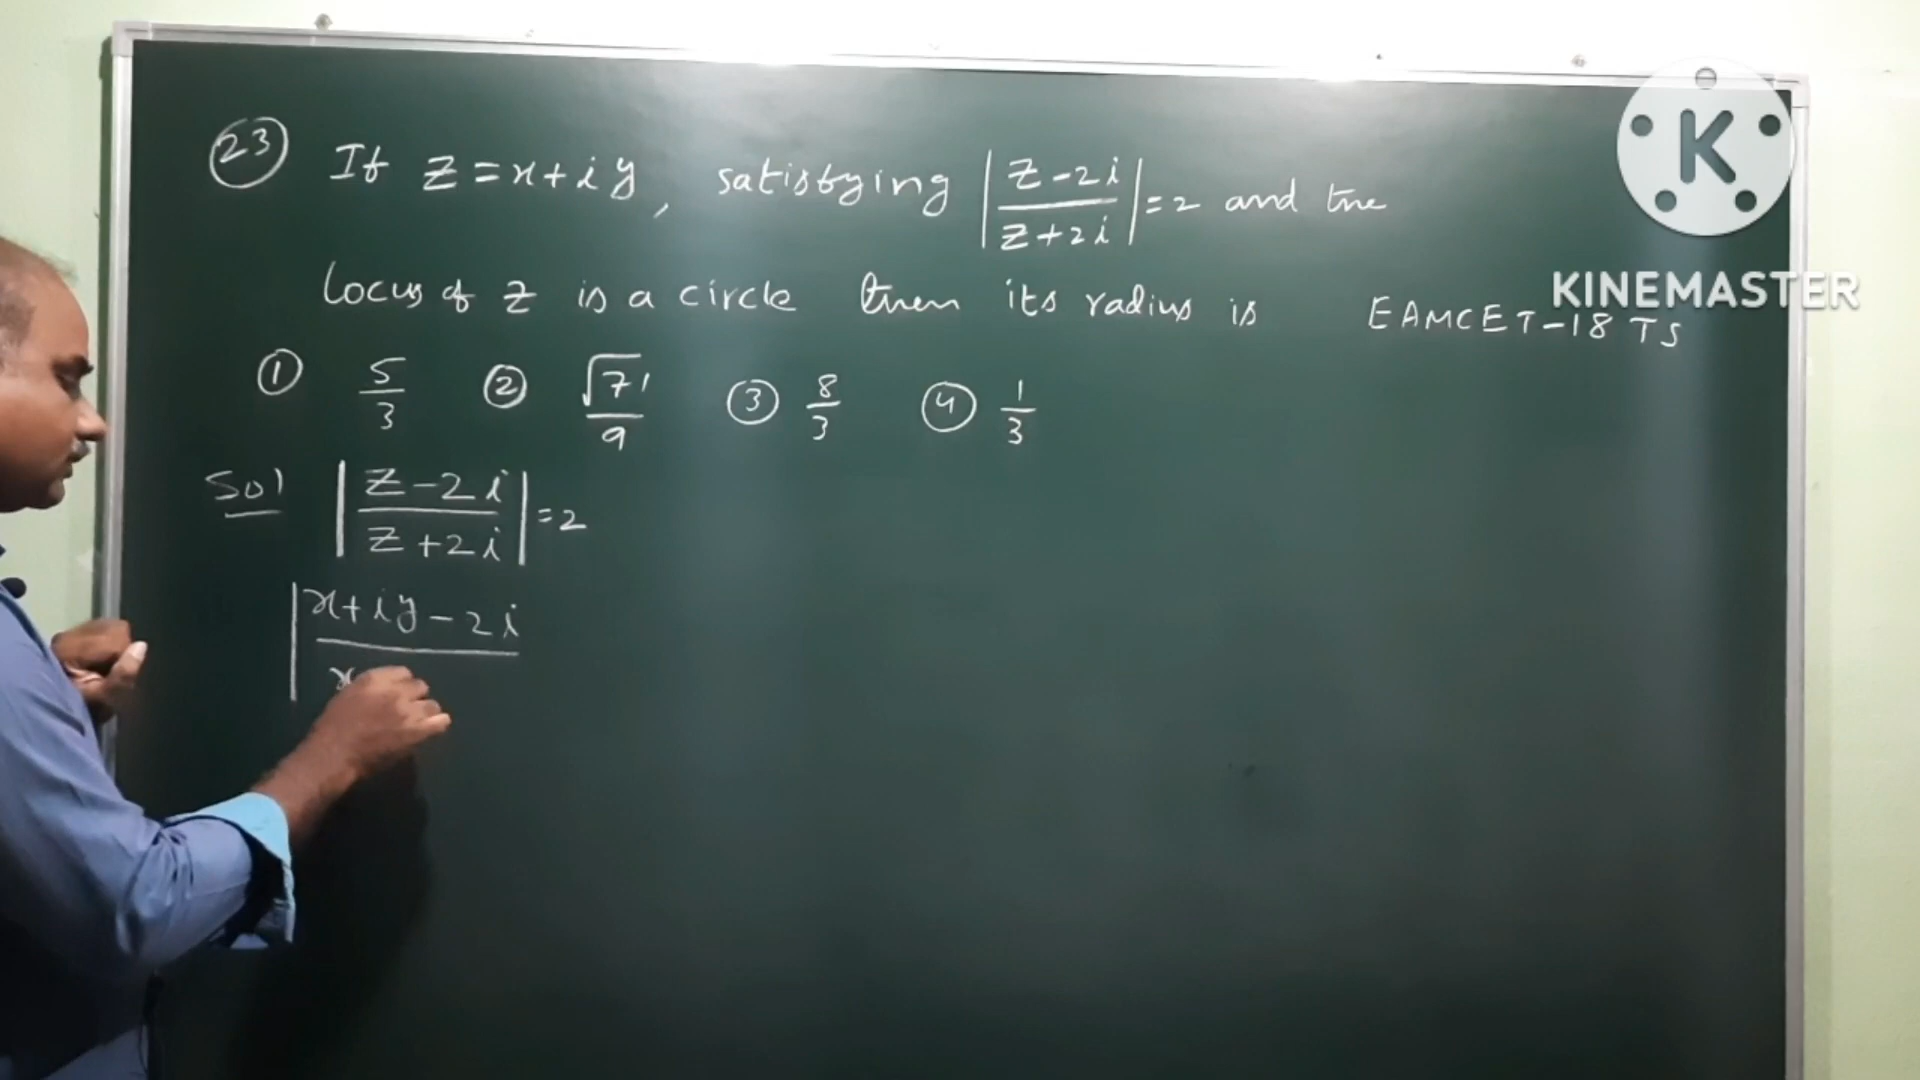 23 If z = x + iy, satisfying |(z - 2i)/(z + 2i)| = 2 and the
locus of z is a circle then its radius is EAMCET-18 TS
① 5/3 ② √71/9 ③ 8/3 ④ 1/3
Sol |(z - 2i)/(z + 2i)| = 2
|(x + iy - 2i)/(x
K
KINEMASTER